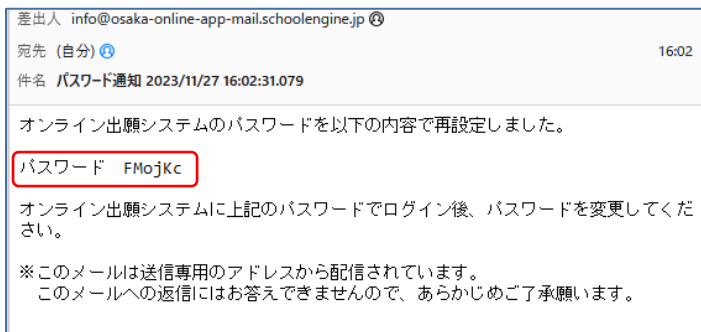 差出人 info@osaka-online-app-mail.schoolengine.jp
宛先 (自分) 16:02
件名 パスワード通知 2023/11/27 16:02:31.079
オンライン出願システムのパスワードを以下の内容で再設定しました。
パスワード FMojKc
オンライン出願システムに上記のパスワードでログイン後、パスワードを変更してくだ
さい。
※このメールは送信専用のアドレスから配信されています。
このメールへの返信にはお答えできませんので、あらかじめご了承願います。